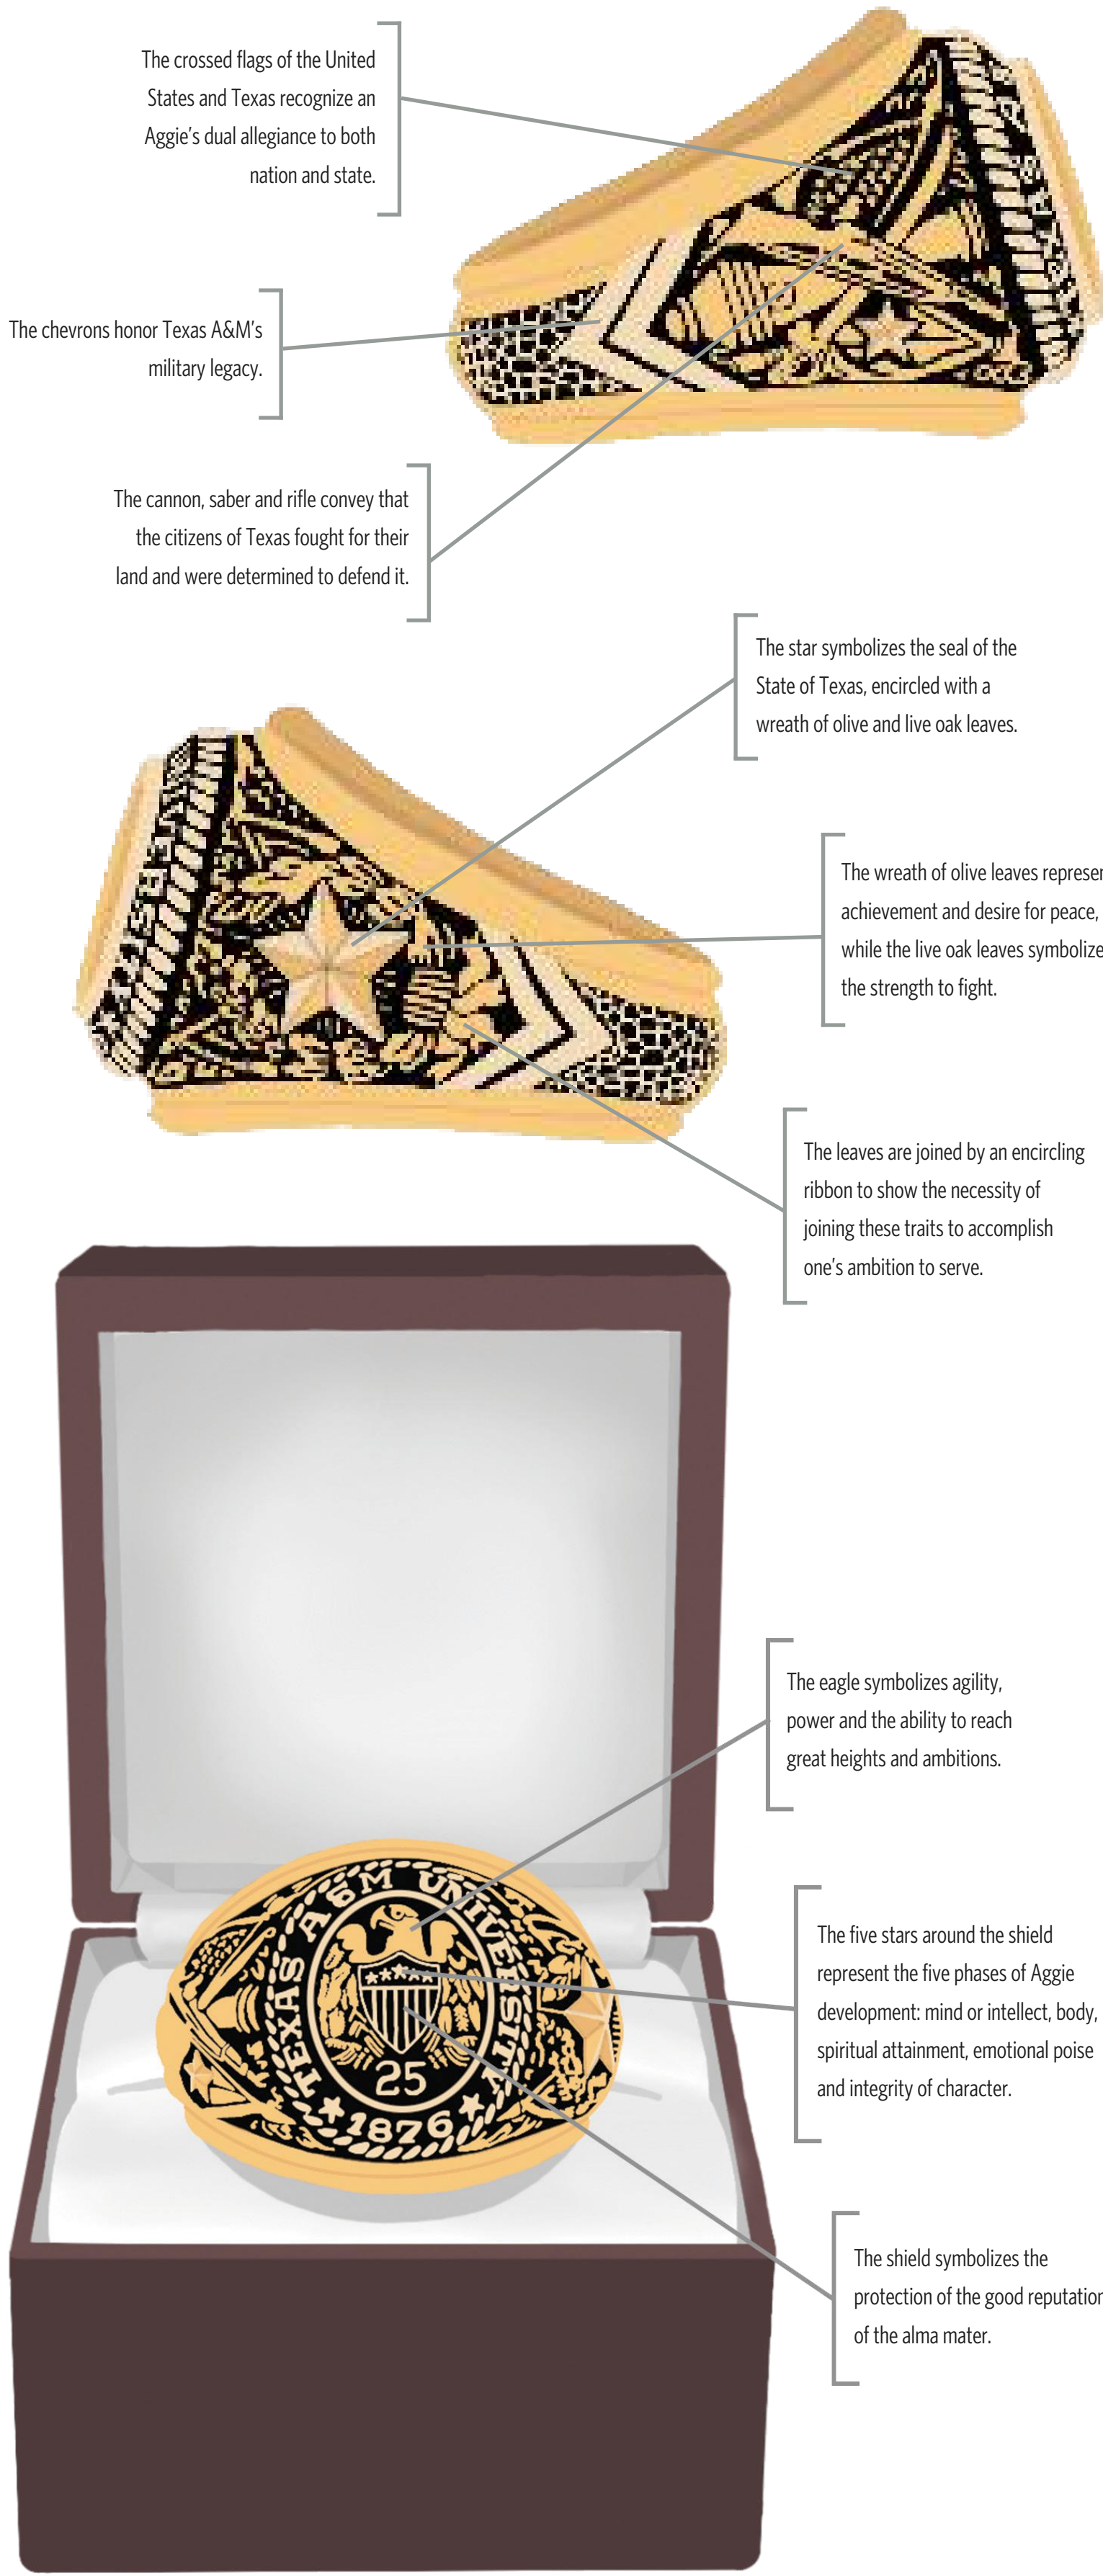 The crossed flags of the United
States and Texas recognize an
Aggie's dual allegiance to both
nation and state.
The chevrons honor Texas A&M's
military legacy.
The cannon, saber and rifle convey that
the citizens of Texas fought for their
land and were determined to defend it.
The star symbolizes the seal of the
State of Texas, encircled with a
wreath of olive and live oak leaves.
The wreath of olive leaves represen
achievement and desire for peace,
while the live oak leaves symbolize
the strength to fight.
The leaves are joined by an encircling
ribbon to show the necessity of
joining these traits to accomplish
one's ambition to serve.
The eagle symbolizes agility,
power and the ability to reach
great heights and ambitions.
The five stars around the shield
represent the five phases of Aggie
development: mind or intellect, body,
spiritual attainment, emotional poise
and integrity of character.
TEXAS A&M UNIVERSITY
25
1876
The shield symbolizes the
protection of the good reputation
of the alma mater.